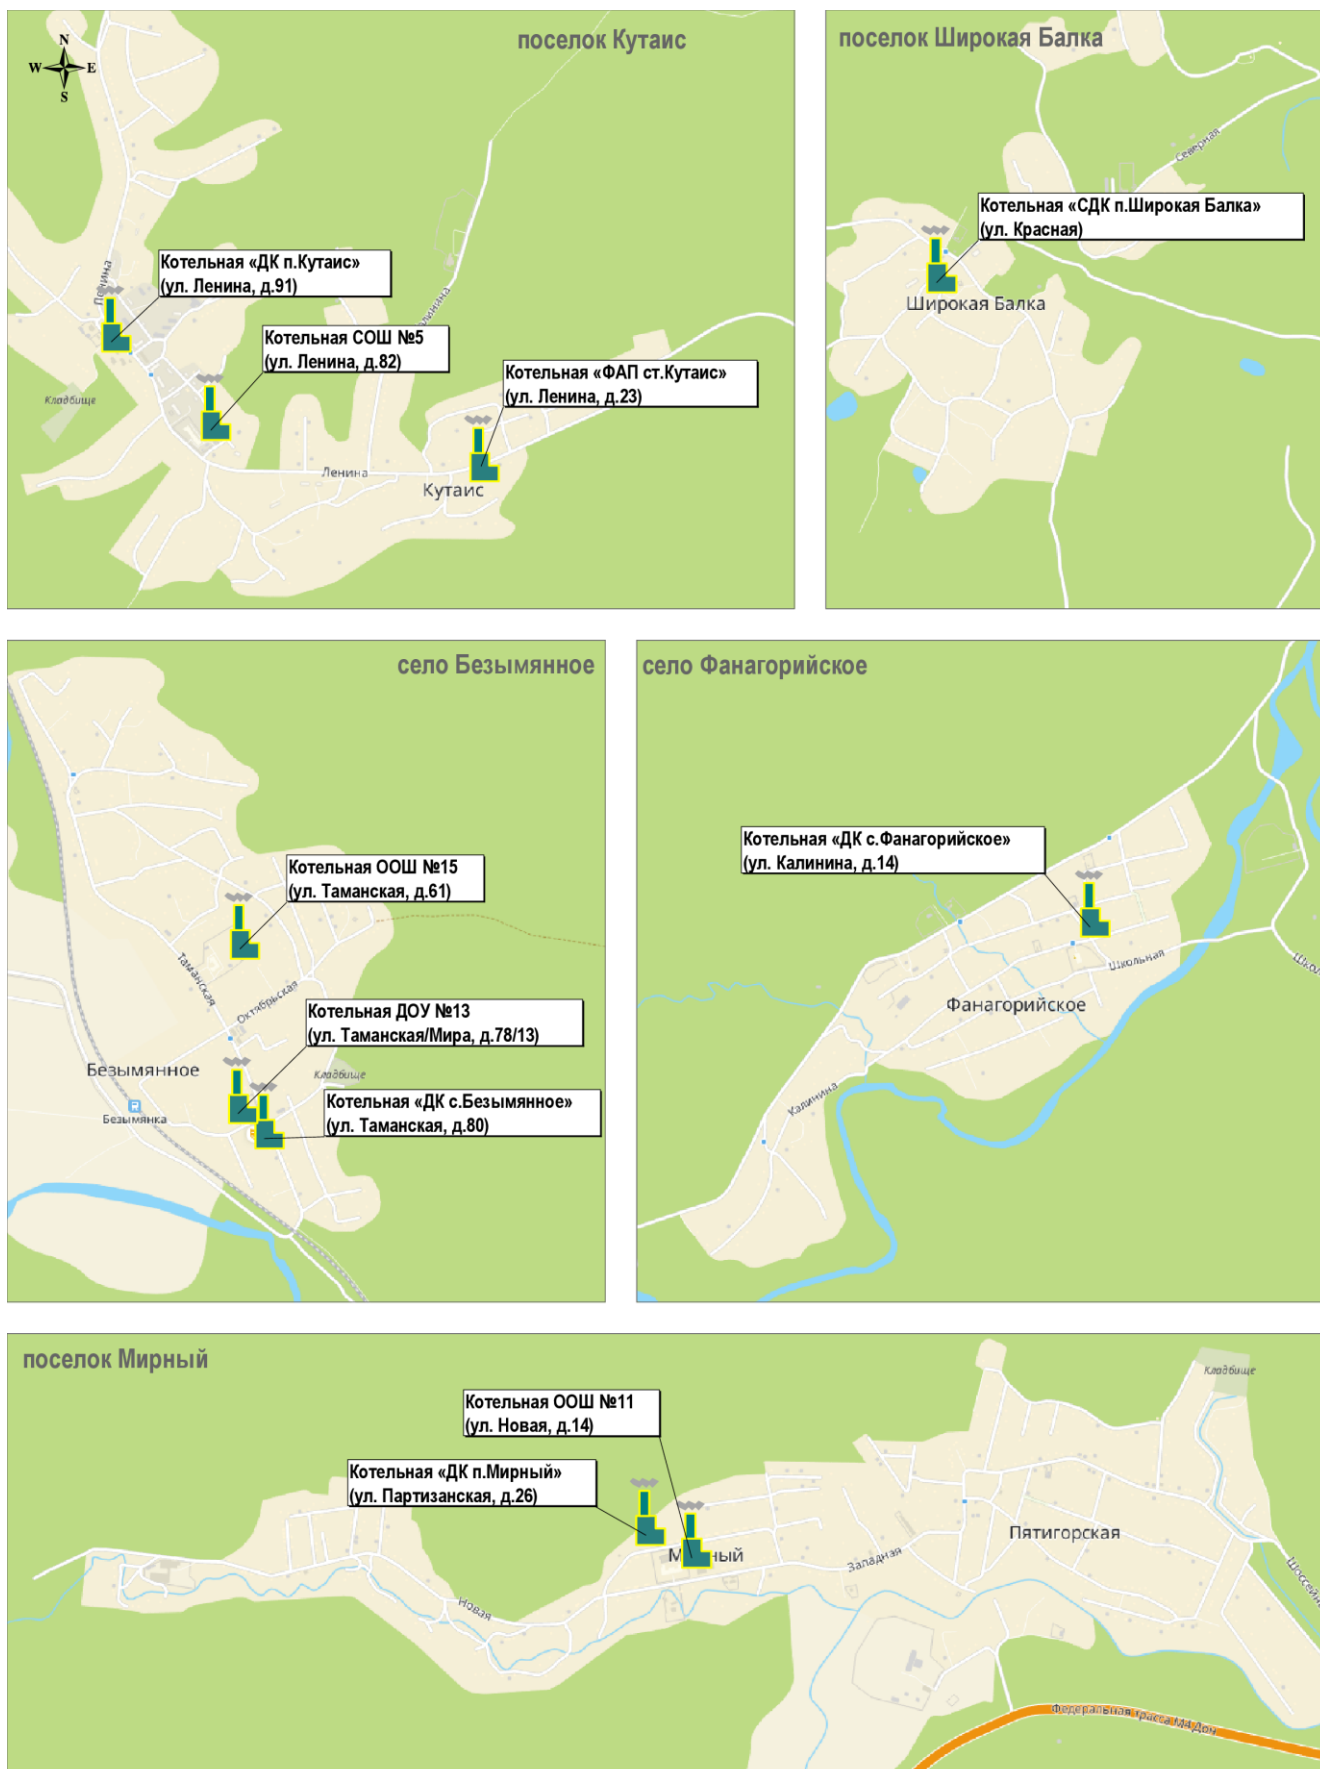 поселок Кутаис
N
W E
S
Ленина
Котельная «ДК п.Кутаис»
(ул. Ленина, д.91)
Котельная СОШ №5
(ул. Ленина, д.82)
Котельная «ФАП ст.Кутаис»
(ул. Ленина, д.23)
Кладбище
Ленина
Кутаис
поселок Широкая Балка
Северная
Котельная «СДК п.Широкая Балка»
(ул. Красная)
Широкая Балка
село Безымянное
Котельная ООШ №15
(ул. Таманская, д.61)
Таманская
Октябрьская
Котельная ДОУ №13
(ул. Таманская/Мира, д.78/13)
Безымянное
Кладбище
Безымянка
Котельная «ДК с.Безымянное»
(ул. Таманская, д.80)
село Фанагорийское
Котельная «ДК с.Фанагорийское»
(ул. Калинина, д.14)
Школьная
Фанагорийское
Калинина
поселок Мирный
Кладбище
Котельная ООШ №11
(ул. Новая, д.14)
Котельная «ДК п.Мирный»
(ул. Партизанская, д.26)
Пятигорская
Западная
Новая
Федеральная трасса М4 Дон